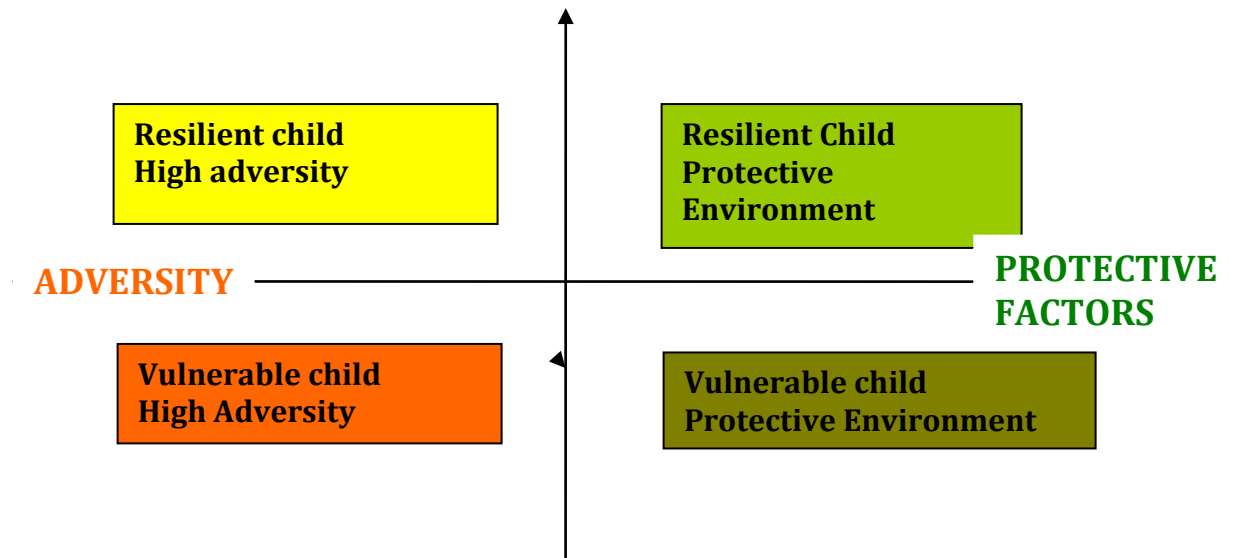 Resilient child
High adversity
Resilient Child
Protective
Environment
ADVERSITY
PROTECTIVE
FACTORS
Vulnerable child
High Adversity
Vulnerable child
Protective Environment